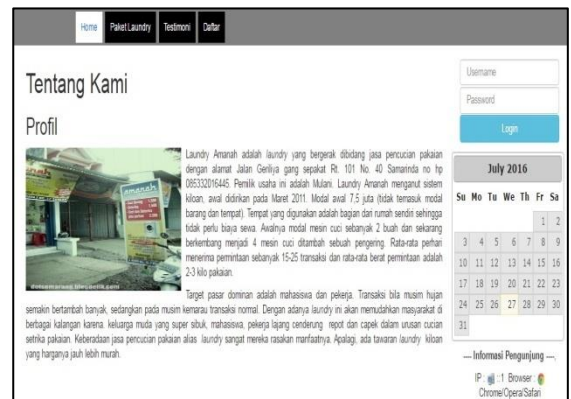 Home Paket Laundry Testimoni Daftar
Tentang Kami
Profil
Laundry Amanah adalah laundry yang bergerak dibidang jasa pencucian pakaian
dengan alamat Jalan Gerilya gang sepakat Rt. 101 No. 40 Samarinda no hp
085332016445. Pemilik usaha ini adalah Mulani. Laundry Amanah menganut sistem
kiloan, awal didirikan pada Maret 2011. Modal awal 7,5 juta (tidak temasuk modal
barang dan tempat). Tempat yang digunakan adalah bagian dari rumah sendiri sehingga
tidak perlu biaya sewa. Awalnya modal mesin cuci sebanyak 2 buah dan sekarang
berkembang menjadi 4 mesin cuci ditambah sebuah pengering. Rata-rata perhari
menerima permintaan sebanyak 15-25 transaksi dan rata-rata berat permintaan adalah
2-3 kilo pakaian.
Target pasar dominan adalah mahasiswa dan pekerja. Transaksi bila musim hujan
semakin bertambah banyak, sedangkan pada musim kemarau transaksi normal. Dengan adanya laundry ini akan memudahkan masyarakat di
berbagai kalangan karena. keluarga muda yang super sibuk, mahasiswa, pekerja lajang cenderung repot dan capek dalam urusan cucian
setrika pakaian. Keberadaan jasa pencucian pakaian alias laundry sangat mereka rasakan manfaatnya. Apalagi, ada tawaran laundry kiloan
yang harganya jauh lebih murah.
amanah
Username
Password
Login
July 2016
Su Mo Tu We Th Fr Sa
1 2
3 4 5 6 7 8 9
10 11 12 13 14 15 16
17 18 19 20 21 22 23
24 25 26 27 28 29 30
31
--- Informasi Pengunjung ---.
IP : ::1 Browser :
Chrome/Opera/Safari